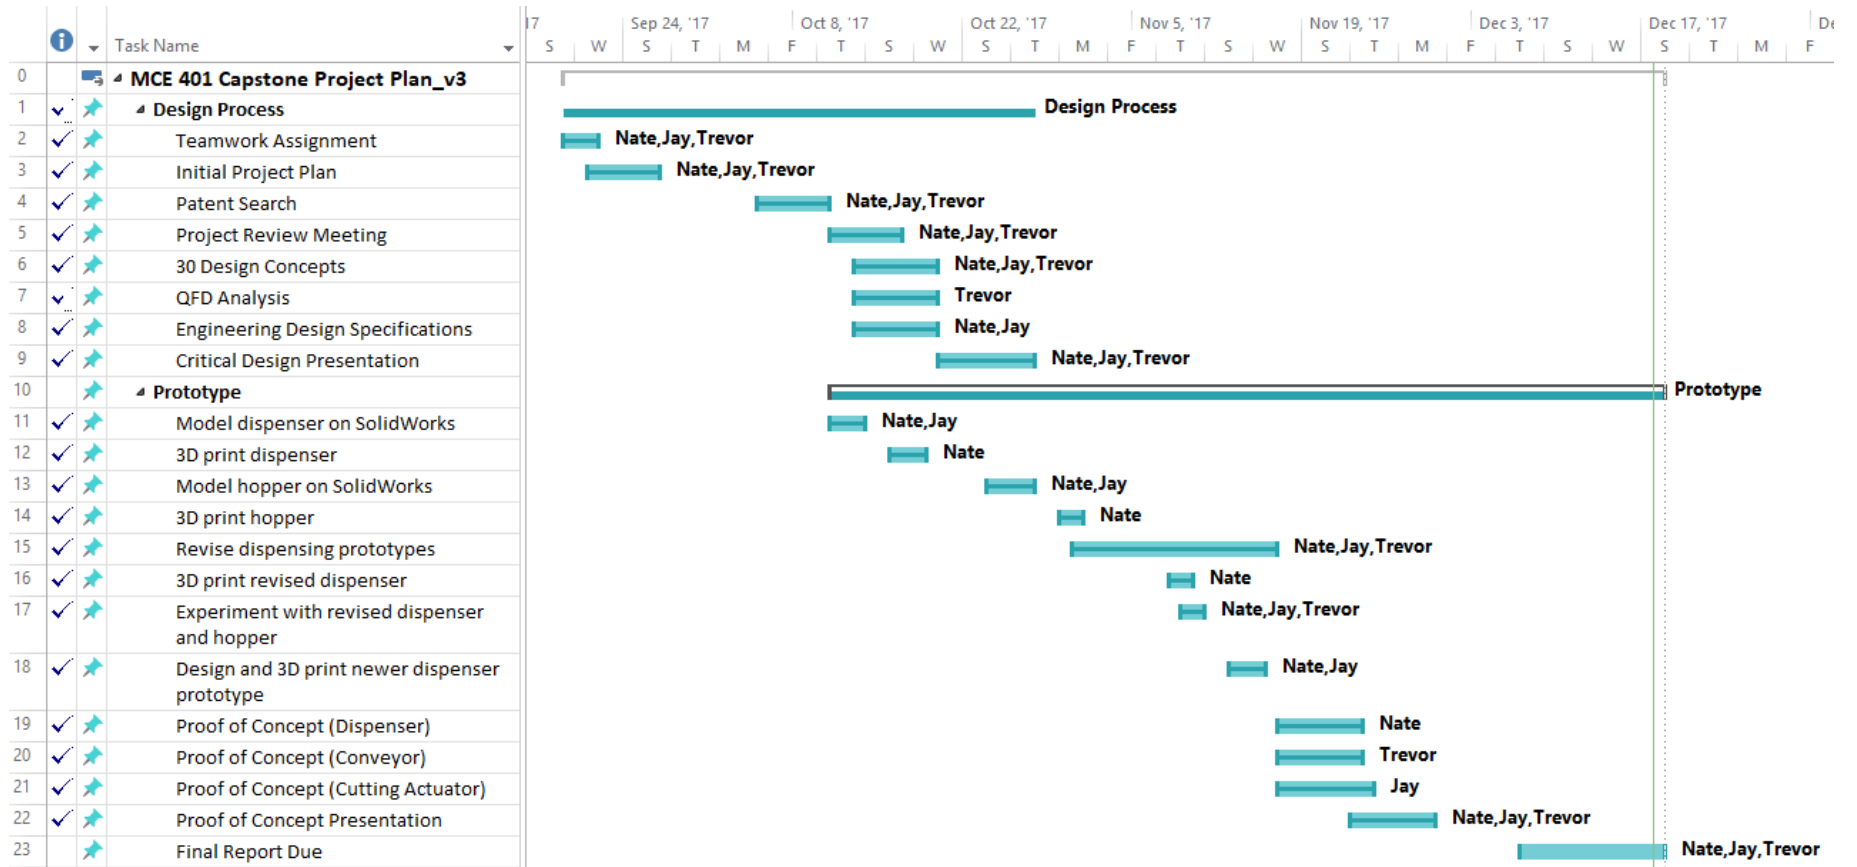 17 Sep 24, '17 Oct 8, '17 Oct 22, '17 Nov 5, '17 Nov 19, '17 Dec 3, '17 Dec 17, '17 De
Task Name S W S T M F T S W S T M F T S W S T M F T S W S T M F
0 MCE 401 Capstone Project Plan_v3
1 Design Process Design Process
2 Teamwork Assignment Nate,Jay,Trevor
3 Initial Project Plan Nate,Jay,Trevor
4 Patent Search Nate,Jay,Trevor
5 Project Review Meeting Nate,Jay,Trevor
6 30 Design Concepts Nate,Jay,Trevor
7 QFD Analysis Trevor
8 Engineering Design Specifications Nate,Jay
9 Critical Design Presentation Nate,Jay,Trevor
10 Prototype Prototype
11 Model dispenser on SolidWorks Nate,Jay
12 3D print dispenser Nate
13 Model hopper on SolidWorks Nate,Jay
14 3D print hopper Nate
15 Revise dispensing prototypes Nate,Jay,Trevor
16 3D print revised dispenser Nate
17 Experiment with revised dispenser Nate,Jay,Trevor
and hopper
18 Design and 3D print newer dispenser Nate,Jay
prototype
19 Proof of Concept (Dispenser) Nate
20 Proof of Concept (Conveyor) Trevor
21 Proof of Concept (Cutting Actuator) Jay
22 Proof of Concept Presentation Nate,Jay,Trevor
23 Final Report Due Nate,Jay,Trevor